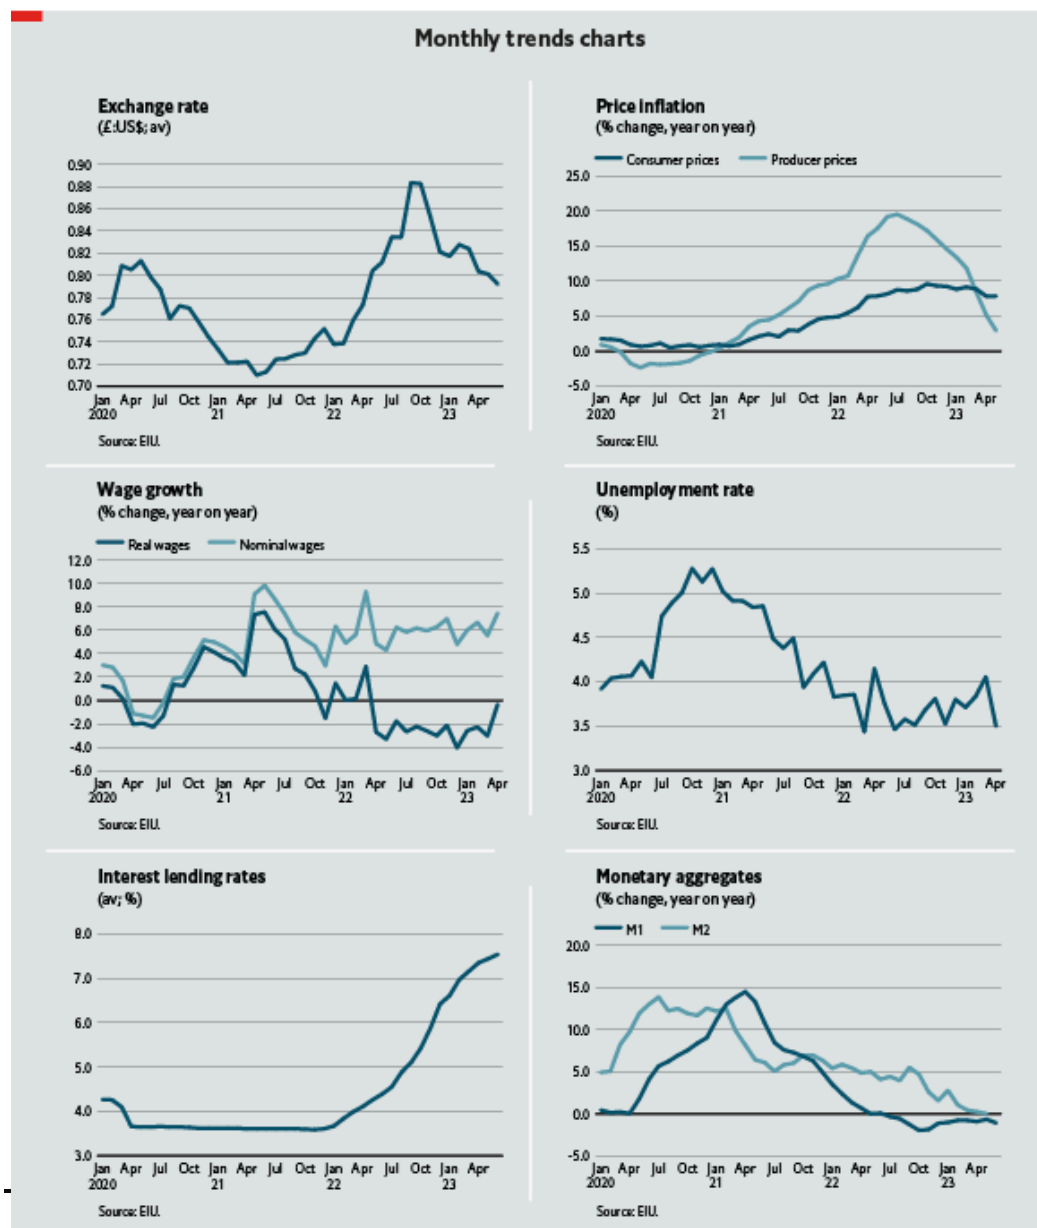 Monthly trends charts
Exchange rate
(£:US$; av)
0.90
0.88
0.86
0.84
0.82
0.80
0.78
0.76
0.74
0.72
0.70
Jan Apr Jul Oct Jan Apr Jul Oct Jan Apr Jul Oct Jan Apr
2020 21 22 23
Source: EIU.
Price inflation
(% change, year on year)
Consumer prices Producer prices
25.0
20.0
15.0
10.0
5.0
0.0
-5.0
Jan Apr Jul Oct Jan Apr Jul Oct Jan Apr Jul Oct Jan Apr
2020 21 22 23
Source: EIU.
Wage growth
(% change, year on year)
Real wages Nominal wages
12.0
10.0
8.0
6.0
4.0
2.0
0.0
-2.0
-4.0
-6.0
Jan Apr Jul Oct Jan Apr Jul Oct Jan Apr Jul Oct Jan Apr
2020 21 22 23
Source: EIU.
Unemployment rate
(%)
5.5
5.0
4.5
4.0
3.5
3.0
Jan Apr Jul Oct Jan Apr Jul Oct Jan Apr Jul Oct Jan Apr
2020 21 22 23
Source: EIU.
Interest lending rates
(av; %)
8.0
7.0
6.0
5.0
4.0
3.0
Jan Apr Jul Oct Jan Apr Jul Oct Jan Apr Jul Oct Jan Apr
2020 21 22 23
Source: EIU.
Monetary aggregates
(% change, year on year)
M1 M2
20.0
15.0
10.0
5.0
0.0
-5.0
Jan Apr Jul Oct Jan Apr Jul Oct Jan Apr Jul Oct Jan Apr
2020 21 22 23
Source: EIU.